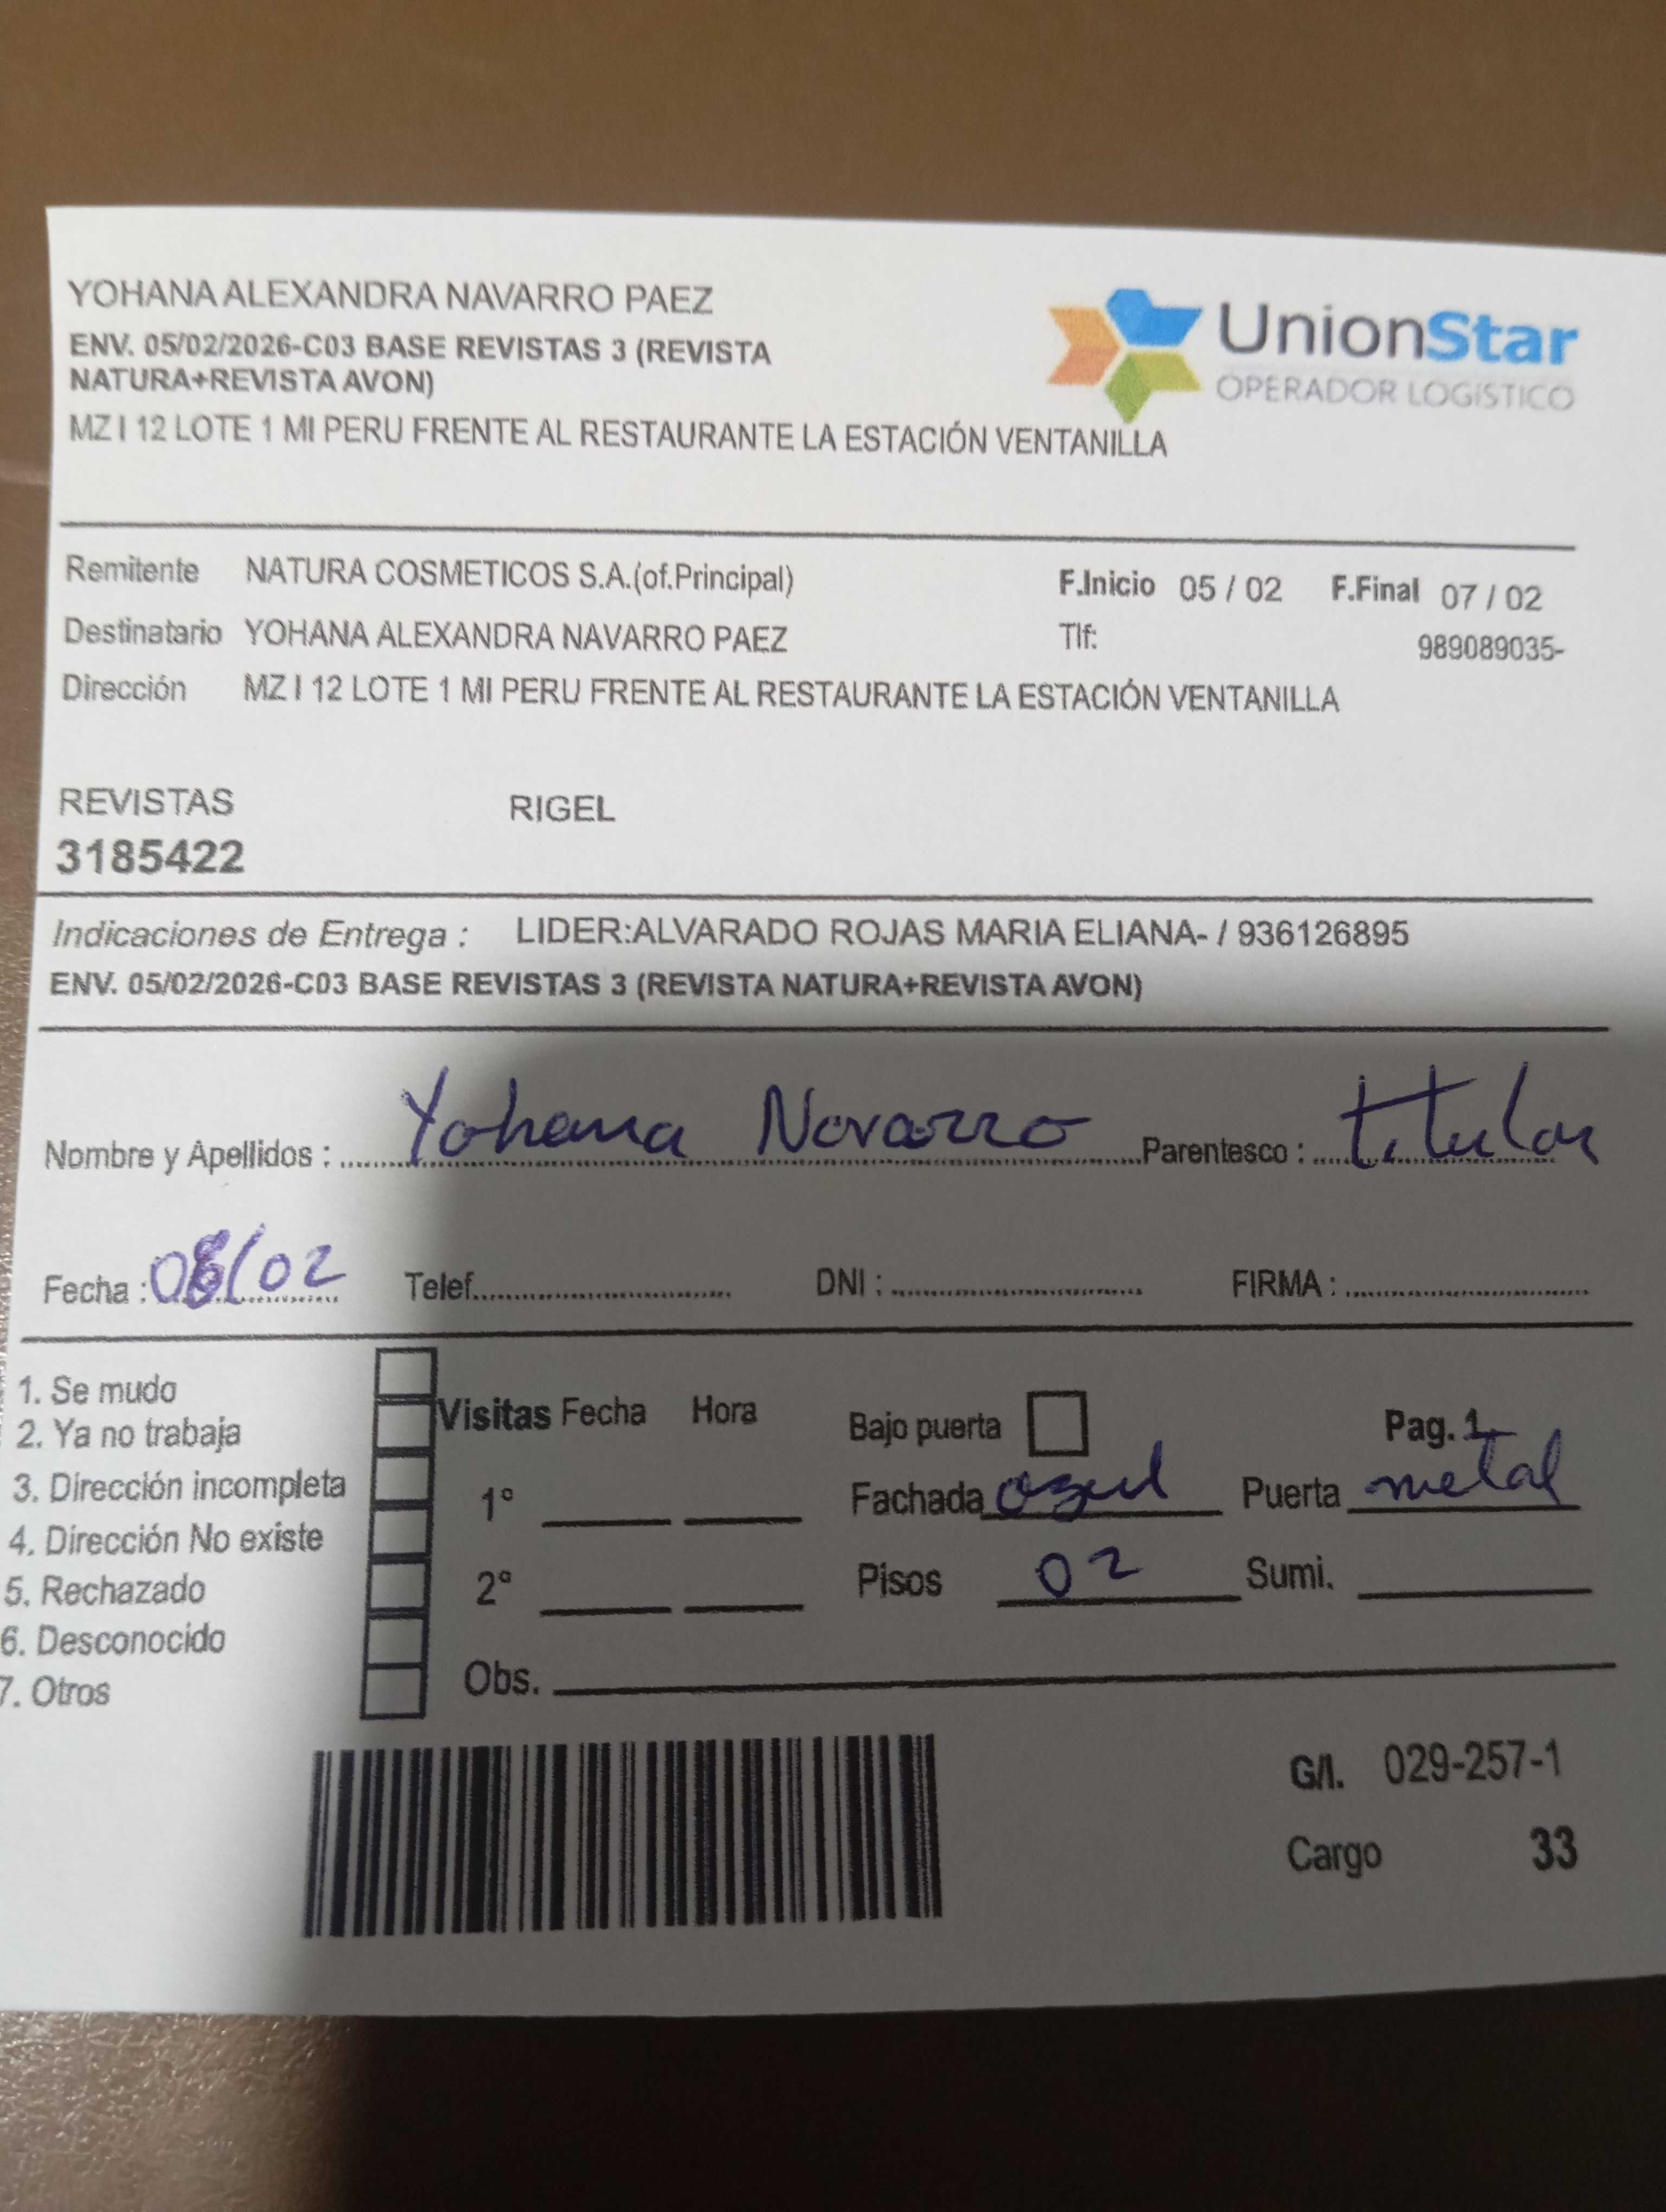 YOHANA ALEXANDRA NAVARRO PAEZ
ENV. 05/02/2026-C03 BASE REVISTAS 3 (REVISTA
NATURA+REVISTA AVON)
MZ I 12 LOTE 1 MI PERU FRENTE AL RESTAURANTE LA ESTACIÓN VENTANILLA
UnionStar
OPERADOR LOGÍSTICO
Remitente NATURA COSMETICOS S.A.(of.Principal) F.Inicio 05 / 02 F.Final 07 / 02
Destinatario YOHANA ALEXANDRA NAVARRO PAEZ Tlf: 989089035-
Dirección MZ I 12 LOTE 1 MI PERU FRENTE AL RESTAURANTE LA ESTACIÓN VENTANILLA
REVISTAS RIGEL
3185422
Indicaciones de Entrega : LIDER:ALVARADO ROJAS MARIA ELIANA- / 936126895
ENV. 05/02/2026-C03 BASE REVISTAS 3 (REVISTA NATURA+REVISTA AVON)
Nombre y Apellidos : Yohana Navarro Parentesco : titular
Fecha : /02 Telef. DNI : FIRMA :
1. Se mudo
2. Ya no trabaja
3. Dirección incompleta
4. Dirección No existe
5. Rechazado
6. Desconocido
7. Otros
Visitas Fecha Hora
1°
2°
Obs.
Bajo puerta Pag. 1
Fachada azul Puerta metal
Pisos 02 Sumi.
G/I. 029-257-1
Cargo 33